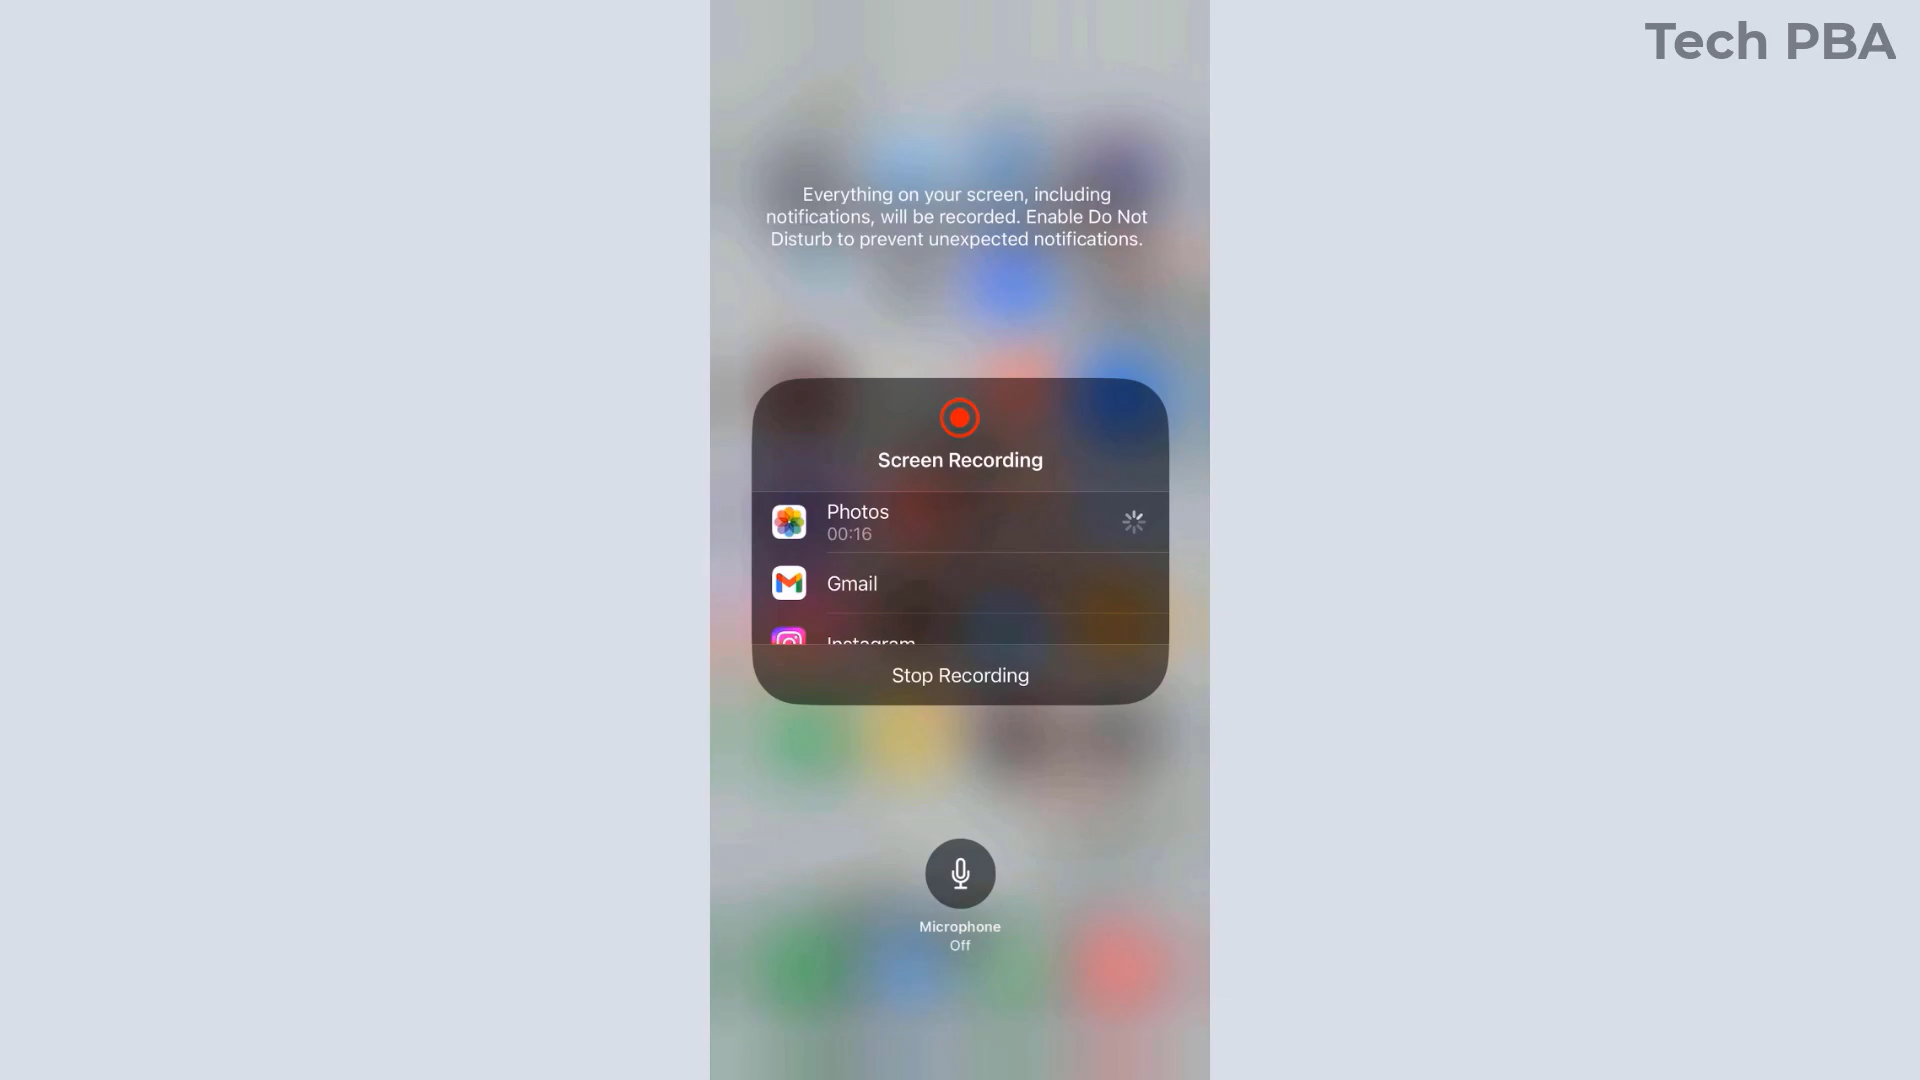 Tech PBA
Everything on your screen, including
notifications, will be recorded. Enable Do Not
Disturb to prevent unexpected notifications.
Screen Recording
Photos
00:16
Gmail
Instagram
Stop Recording
Microphone
Off